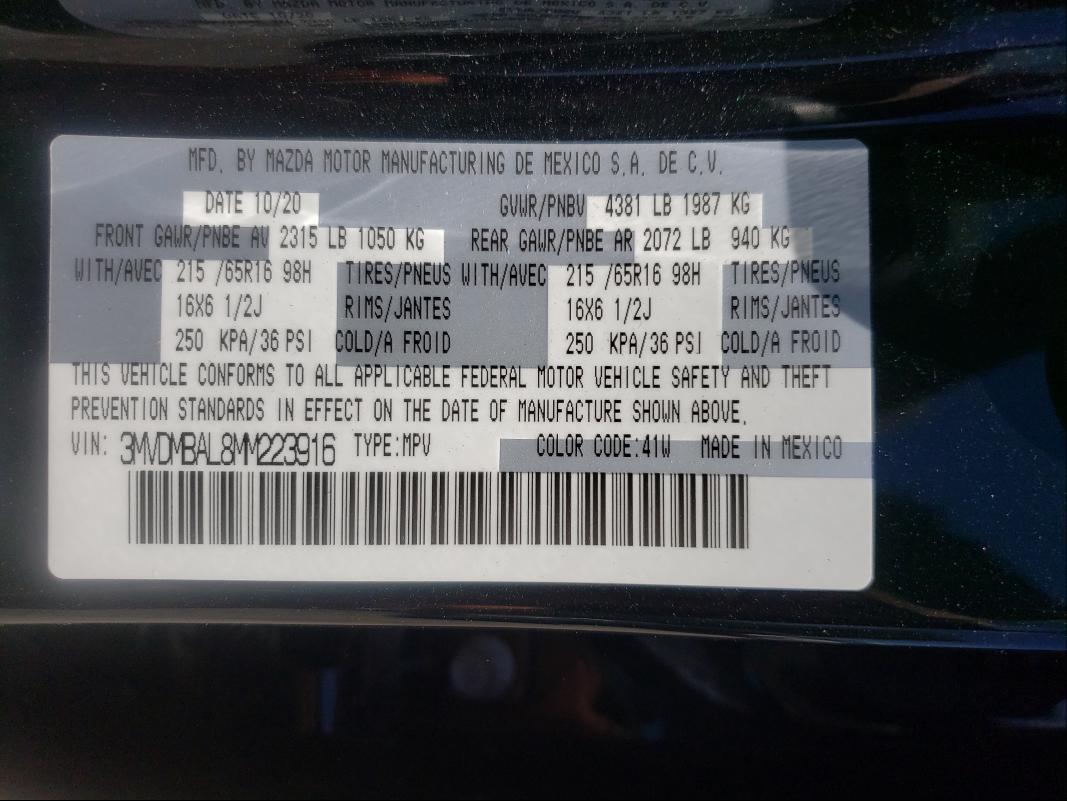 MFD. BY MAZDA MOTOR MANUFACTURING DE MEXICO S.A. DE C.V.
DATE 10/20 GVWR/PNBV 4381 LB 1987 KG
FRONT GAWR/PNBE AV 2315 LB 1050 KG REAR GAWR/PNBE AR 2072 LB 940 KG
WITH/AVEC 215 /65R16 98H TIRES/PNEUS WITH/AVEC 215 /65R16 98H TIRES/PNEUS
16X6 1/2J RIMS/JANTES 16X6 1/2J RIMS/JANTES
250 KPA/36 PSI COLD/A FROID 250 KPA/36 PSI COLD/A FROID
THIS VEHICLE CONFORMS TO ALL APPLICABLE FEDERAL MOTOR VEHICLE SAFETY AND THEFT
PREVENTION STANDARDS IN EFFECT ON THE DATE OF MANUFACTURE SHOWN ABOVE.
VIN: 3MVDMBAL8MM223916 TYPE:MPV COLOR CODE:41W MADE IN MEXICO